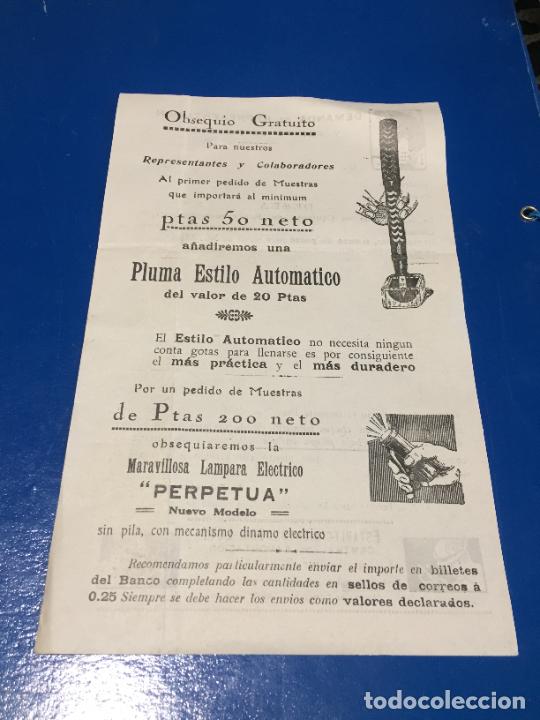 Obsequio Gratuito
Para nuestros
Representantes y Colaboradores
Al primer pedido de Muestras
que importará al minimum
ptas 50 neto
añadiremos una
Pluma Estilo Automatico
del valor de 20 Ptas
El Estilo Automatico no necesita ningun
conta gotas para llenarse es por consiguiente
el más práctica y el más duradero
Por un pedido de Muestras
de Ptas 200 neto
obsequiaremos la
Maravillosa Lampara Electrico
"PERPETUA"
Nuevo Modelo
sin pila, con mecanismo dinamo electrico
Recomendamos particularmente enviar el importe en billetes
del Banco completando las cantidades en sellos de correos à
0.25 Siempre se debe hacer los envios como valores declarados.
todocoleccion